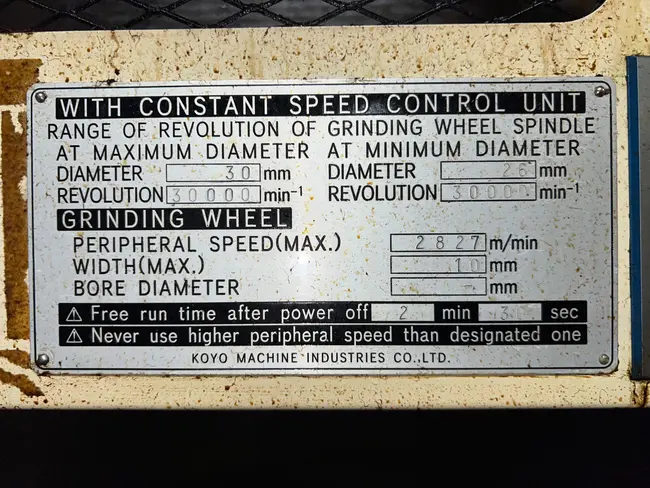 WITH CONSTANT SPEED CONTROL UNIT
RANGE OF REVOLUTION OF GRINDING WHEEL SPINDLE
AT MAXIMUM DIAMETER AT MINIMUM DIAMETER
DIAMETER 30 mm DIAMETER 26 mm
REVOLUTION 30000 min⁻¹ REVOLUTION 30000 min⁻¹
GRINDING WHEEL
PERIPHERAL SPEED(MAX.) 2827 m/min
WIDTH(MAX.) 10 mm
BORE DIAMETER - mm
⚠ Free run time after power off 2 min 30 sec
⚠ Never use higher peripheral speed than designated one
KOYO MACHINE INDUSTRIES CO.,LTD.